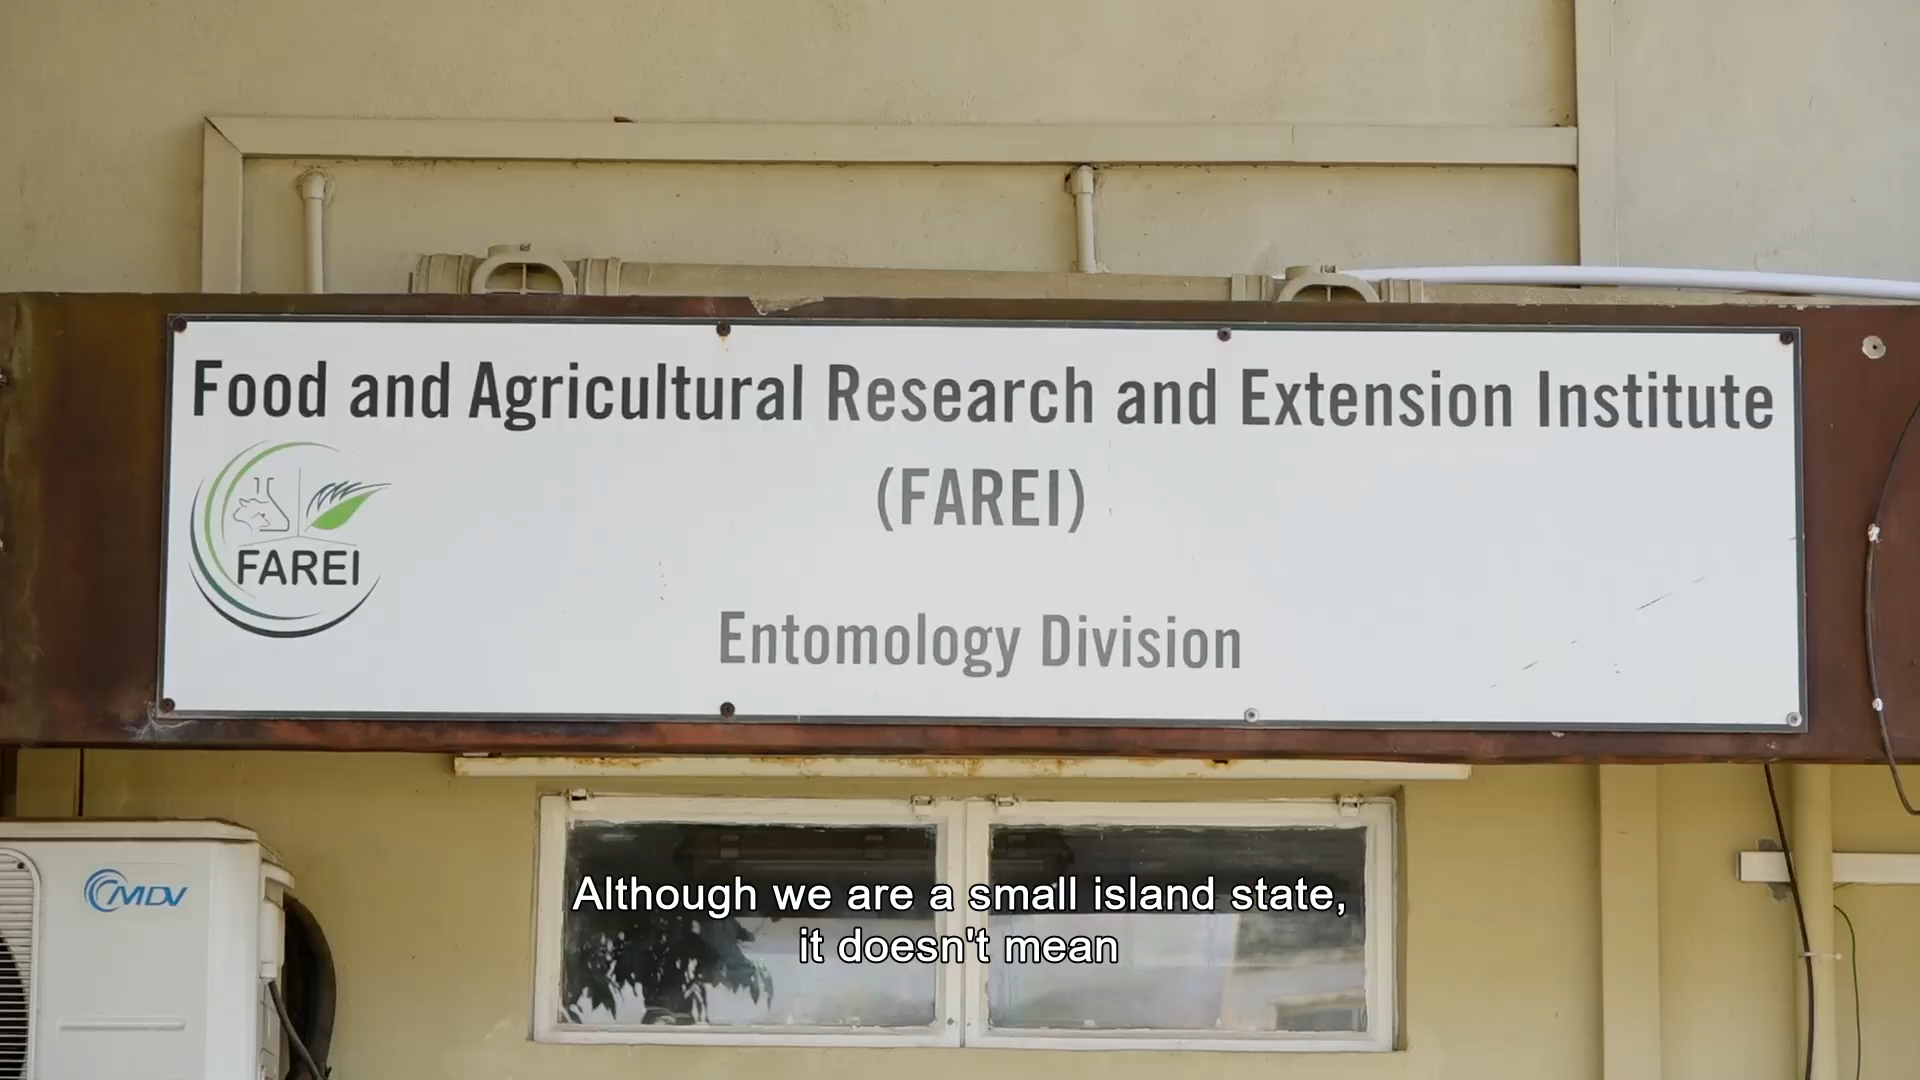 Food and Agricultural Research and Extension Institute
(FAREI)
FAREI
Entomology Division
MDV
Although we are a small island state,
it doesn't mean